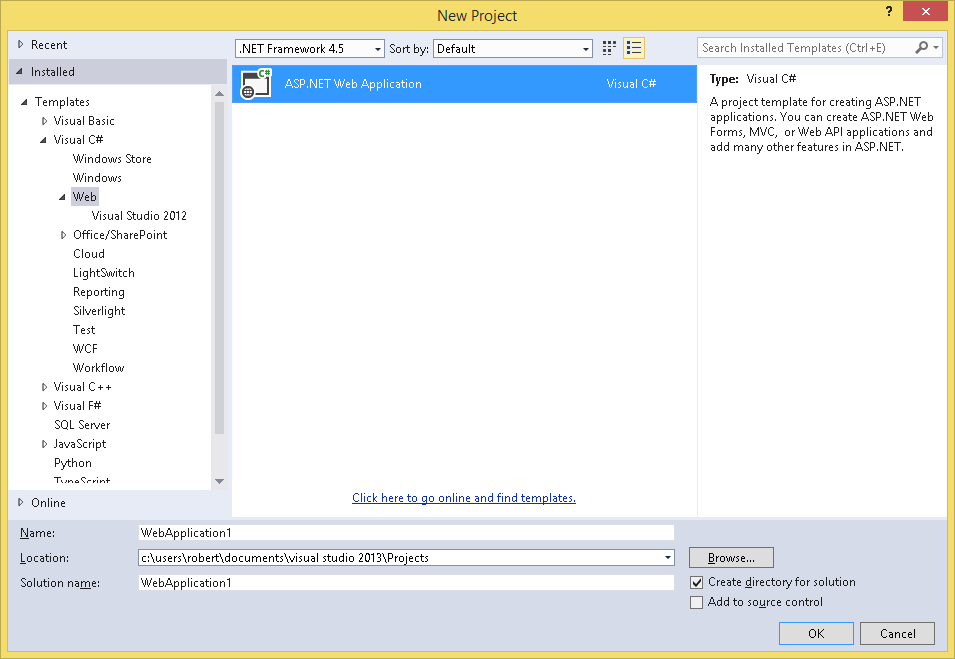 New Project
?
Recent
Installed
Templates
Visual Basic
Visual C#
Windows Store
Windows
Web
Visual Studio 2012
Office/SharePoint
Cloud
LightSwitch
Reporting
Silverlight
Test
WCF
Workflow
Visual C++
Visual F#
SQL Server
JavaScript
Python
TypeScript
Online
.NET Framework 4.5 Sort by: Default
C# ASP.NET Web Application Visual C#
Click here to go online and find templates.
Search Installed Templates (Ctrl+E)
Type: Visual C#
A project template for creating ASP.NET
applications. You can create ASP.NET Web
Forms, MVC, or Web API applications and
add many other features in ASP.NET.
Name: WebApplication1
Location: c:\users\robert\documents\visual studio 2013\Projects Browse...
Solution name: WebApplication1
Create directory for solution
Add to source control
OK Cancel